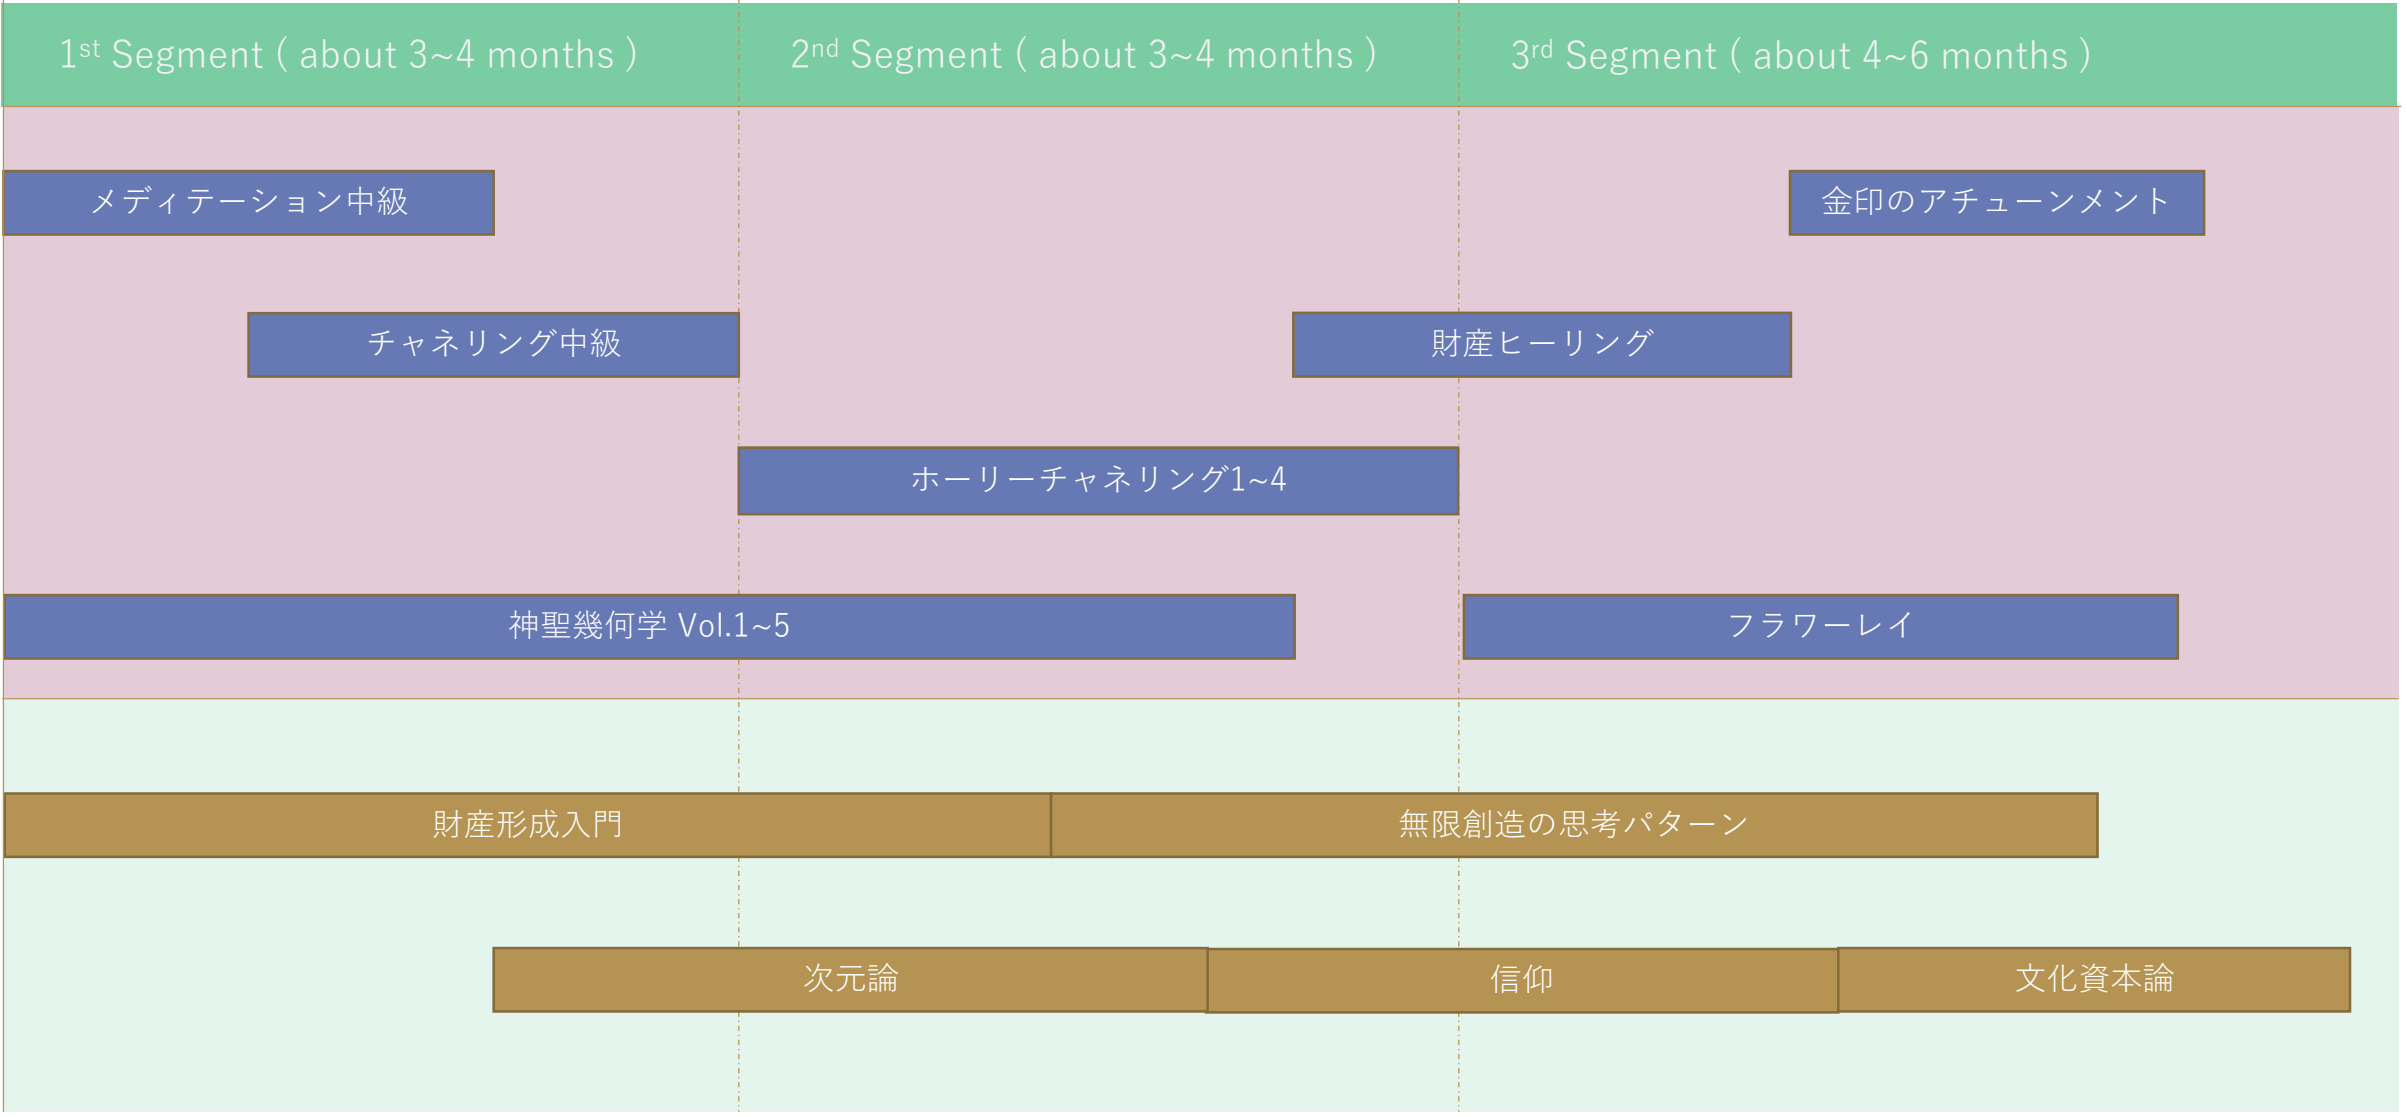 1st Segment ( about 3~4 months )
2nd Segment ( about 3~4 months )
3rd Segment ( about 4~6 months )
メディテーション中級
金印のアチューンメント
チャネリング中級
財産ヒーリング
ホーリーチャネリング1~4
神聖幾何学 Vol.1~5
フラワーレイ
財産形成入門
無限創造の思考パターン
次元論
信仰
文化資本論